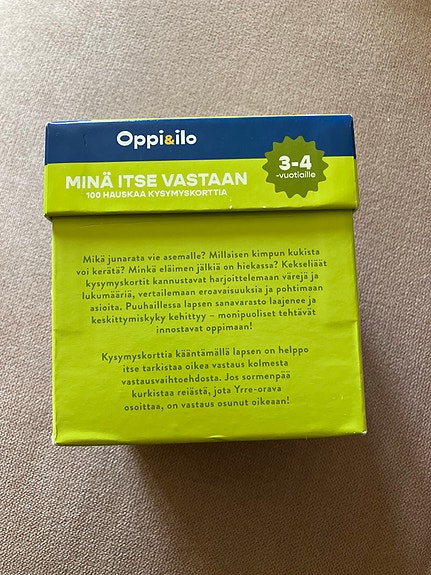 Oppi&ilo
MINÄ ITSE VASTAAN
100 HAUSKAA KYSYMYSKORTTIA
3-4
-vuotiaille
Mikä junarata vie asemalle? Millaisen kimpun kukista
voi kerätä? Minkä eläimen jälkiä on hiekassa? Kekseliäät
kysymyskortit kannustavat harjoittelemaan värejä ja
lukumääriä, vertailemaan eroavaisuuksia ja pohtimaan
asioita. Puuhaillessa lapsen sanavarasto laajenee ja
keskittymiskyky kehittyy – monipuoliset tehtävät
innostavat oppimaan!
Kysymyskorttia kääntämällä lapsen on helppo
itse tarkistaa oikea vastaus kolmesta
vastausvaihtoehdosta. Jos sormenpää
kurkistaa reiästä, jota Yrre-orava
osoittaa, on vastaus osunut oikeaan!